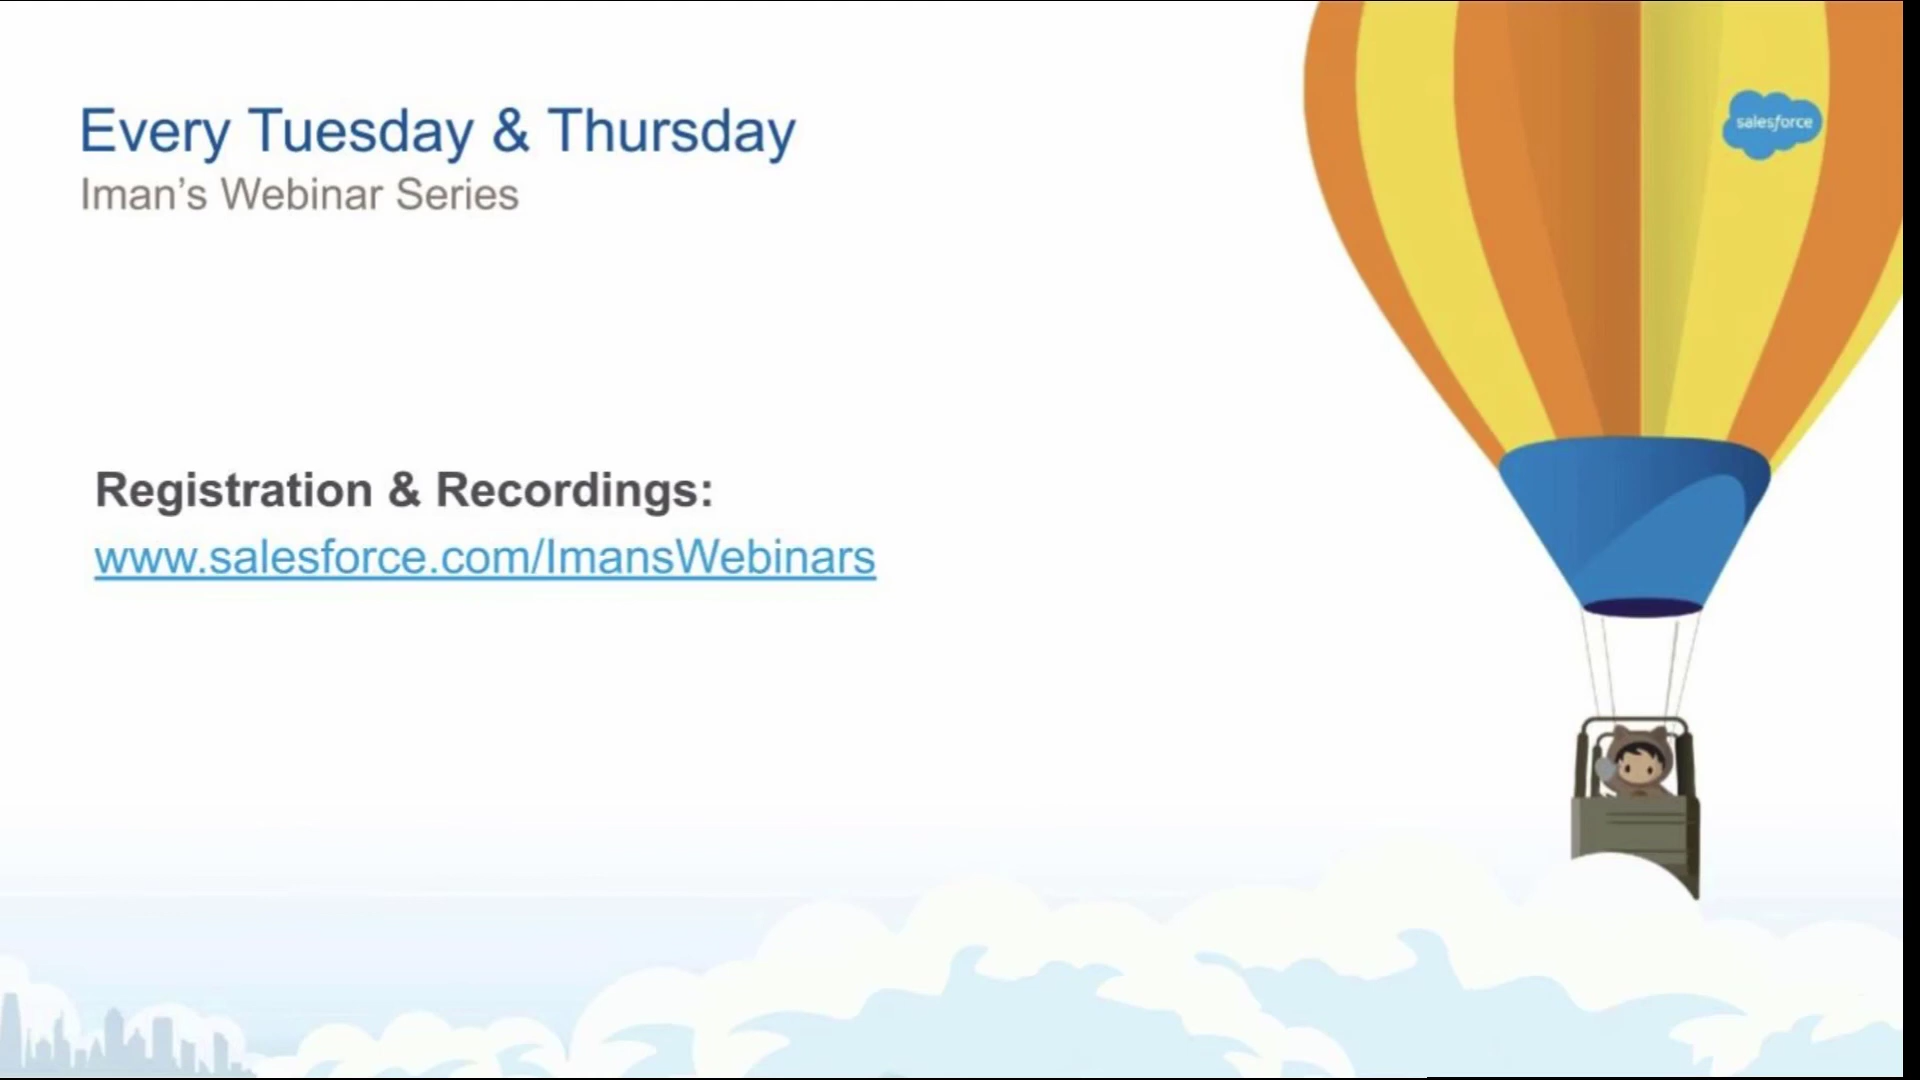 Every Tuesday & Thursday
Iman’s Webinar Series
salesforce
Registration & Recordings:
www.salesforce.com/ImansWebinars